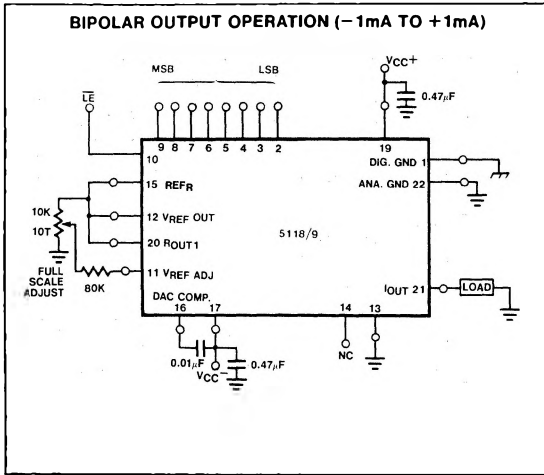 BIPOLAR OUTPUT OPERATION (−1mA TO +1mA)
MSB LSB
VCC+
LE
0.47µF
9 8 7 6 5 4 3 2
19
10
DIG. GND 1
15 REFR
ANA. GND 22
10K
10T
12 VREF OUT
5118/9
20 ROUT1
FULL
SCALE
ADJUST
80K
11 VREF ADJ
IOUT 21
LOAD
DAC COMP.
16 17
14 13
0.01µF
VCC−
0.47µF
NC